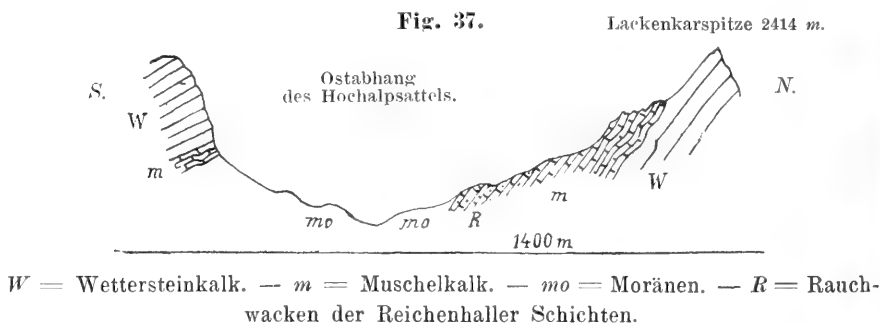 Fig. 37.
Lackenkarspitze 2414 m.
Ostabhang
des Hochalpsattels.
S.
N.
W
m
mo
mo
R
m
W
1400 m
W = Wettersteinkalk. — m = Muschelkalk. — mo = Moränen. — R = Rauch-
wacken der Reichenhaller Schichten.